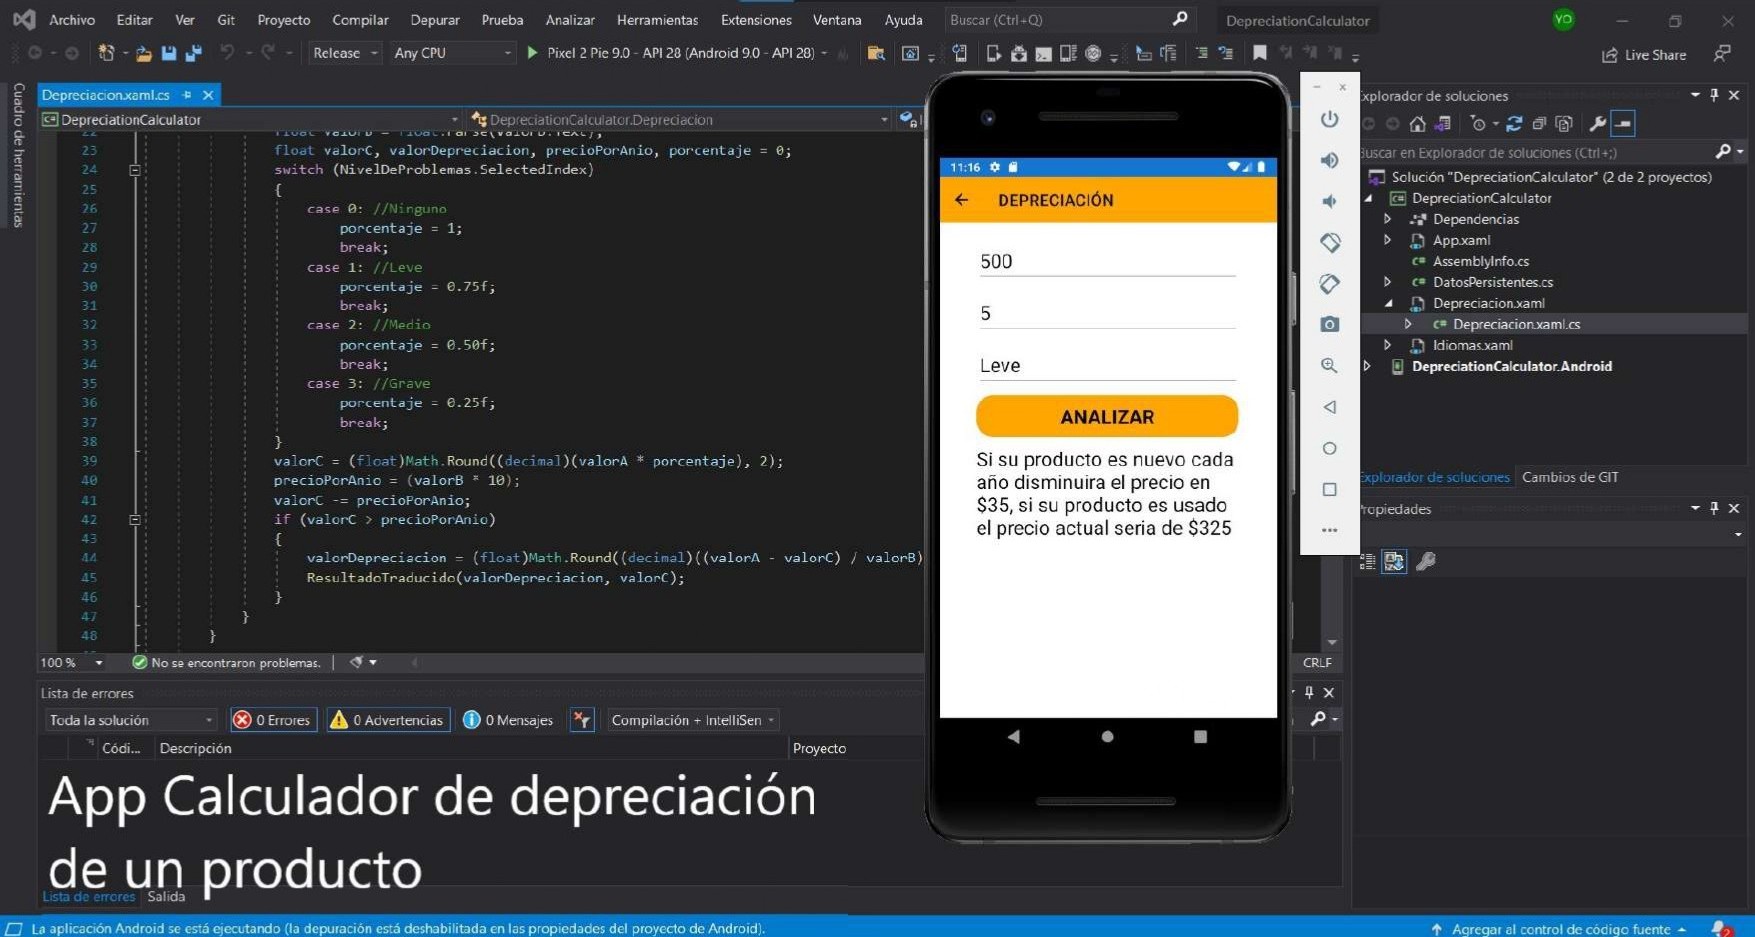 Archivo Editar Ver Git Proyecto Compilar Depurar Prueba Analizar Herramientas Extensiones Ventana Ayuda Buscar (Ctrl+Q) DepreciationCalculator YO
Release Any CPU Pixel 2 Pie 9.0 - API 28 (Android 9.0 - API 28) Live Share
Cuadro de herramientas
Depreciacion.xaml.cs
DepreciationCalculator DepreciationCalculator.Depreciacion
22 float valorB = float.Parse(ValorB.Text);
23 float valorC, valorDepreciacion, precioPorAnio, porcentaje = 0;
24 switch (NivelDeProblemas.SelectedIndex)
25 {
26 case 0: //Ninguno
27 porcentaje = 1;
28 break;
29 case 1: //Leve
30 porcentaje = 0.75f;
31 break;
32 case 2: //Medio
33 porcentaje = 0.50f;
34 break;
35 case 3: //Grave
36 porcentaje = 0.25f;
37 break;
38 }
39 valorC = (float)Math.Round((decimal)(valorA * porcentaje), 2);
40 precioPorAnio = (valorB * 10);
41 valorC -= precioPorAnio;
42 if (valorC > precioPorAnio)
43 {
44 valorDepreciacion = (float)Math.Round((decimal)((valorA - valorC) / valorB)
45 ResultadoTraducido(valorDepreciacion, valorC);
46 }
47 }
48 }
100 % No se encontraron problemas. CRLF
Lista de errores
Toda la solución 0 Errores 0 Advertencias 0 Mensajes Compilación + IntelliSen
Códi... Descripción Proyecto
App Calculador de depreciación
de un producto
Lista de errores Salida
La aplicación Android se está ejecutando (la depuración está deshabilitada en las propiedades del proyecto de Android). Agregar al control de código fuente 2
11:16
DEPRECIACIÓN
500
5
Leve
ANALIZAR
Si su producto es nuevo cada
año disminuira el precio en
$35, si su producto es usado
el precio actual seria de $325
xplorador de soluciones
Buscar en Explorador de soluciones (Ctrl+;)
Solución "DepreciationCalculator" (2 de 2 proyectos)
DepreciationCalculator
Dependencias
App.xaml
AssemblyInfo.cs
DatosPersistentes.cs
Depreciacion.xaml
Depreciacion.xaml.cs
Idiomas.xaml
DepreciationCalculator.Android
Explorador de soluciones Cambios de GIT
Propiedades